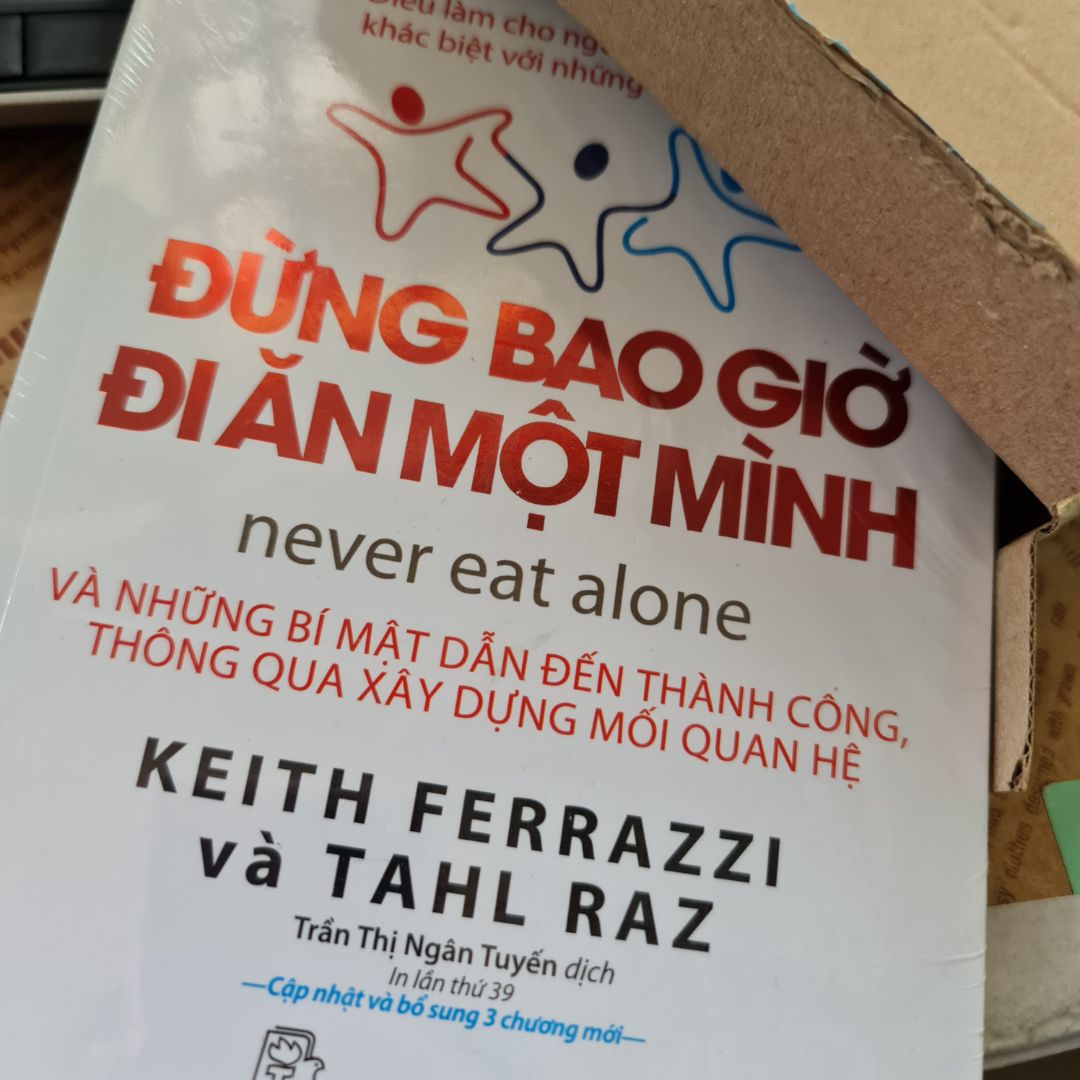 Điều làm cho
khác biệt với những
ĐỪNG BAO GIỜ
ĐI ĂN MỘT MÌNH
never eat alone
VÀ NHỮNG BÍ MẬT DẪN ĐẾN THÀNH CÔNG,
THÔNG QUA XÂY DỰNG MỐI QUAN HỆ
KEITH FERRAZZI
và TAHL RAZ
Trần Thị Ngân Tuyến dịch
In lần thứ 39
—Cập nhật và bổ sung 3 chương mới—